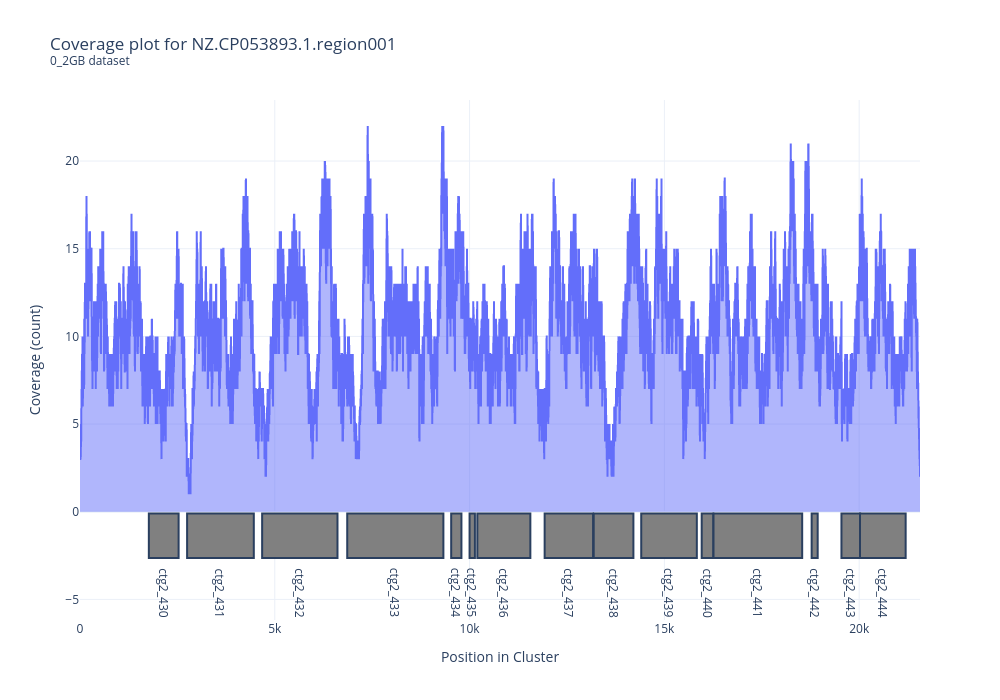 Coverage plot for NZ.CP053893.1.region001
0_2GB dataset
20
15
10
5
0
−5
Coverage (count)
ctg2_430
ctg2_431
ctg2_432
ctg2_433
ctg2_434
ctg2_435
ctg2_436
ctg2_437
ctg2_438
ctg2_439
ctg2_440
ctg2_441
ctg2_442
ctg2_443
ctg2_444
0
5k
10k
15k
20k
Position in Cluster